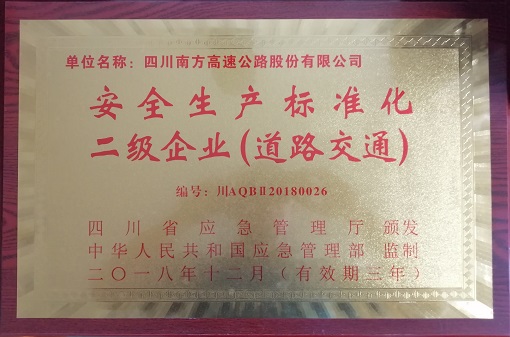 单位名称：四川南方高速公路股份有限公司
安全生产标准化
二级企业(道路交通)
编号：川AQBⅡ20180026
四川省应急管理厅 颁发
中华人民共和国应急管理部 监制
二〇一八年十二月（有效期三年）